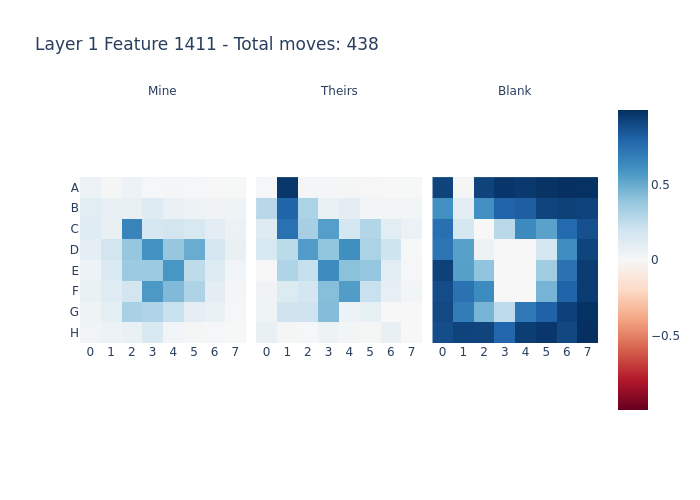 Layer 1 Feature 1411 - Total moves: 438
Mine Theirs Blank
A
B
C
D
E
F
G
H
0 1 2 3 4 5 6 7 0 1 2 3 4 5 6 7 0 1 2 3 4 5 6 7
0.5
0
−0.5